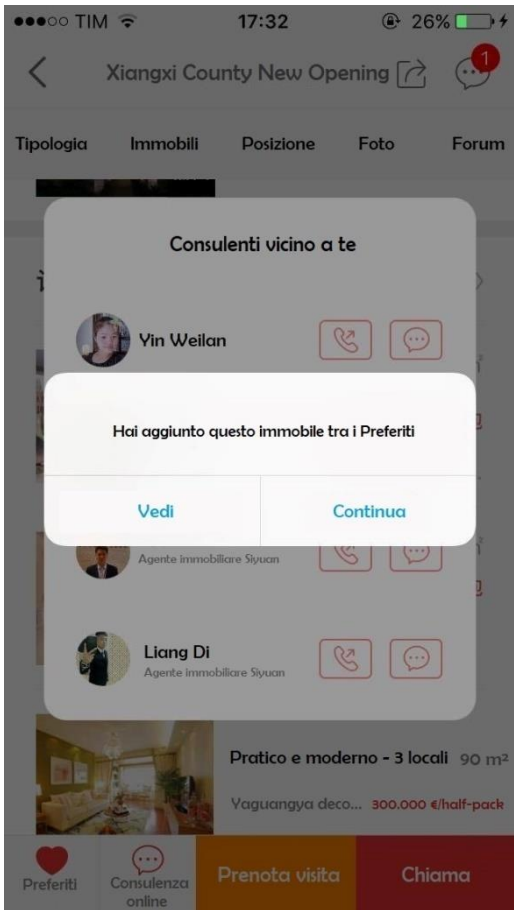 TIM 17:32 26%
Xiangxi County New Opening 1
Tipologia Immobili Posizione Foto Forum
Consulenti vicino a te
Yin Weilan
Hai aggiunto questo immobile tra i Preferiti
Vedi Continua
Agente immobiliare Siyuan
Liang Di
Agente immobiliare Siyuan
Pratico e moderno - 3 locali 90 m²
Yaguangya deco... 300.000 €/half-pack
Preferiti Consulenza online Prenota visita Chiama